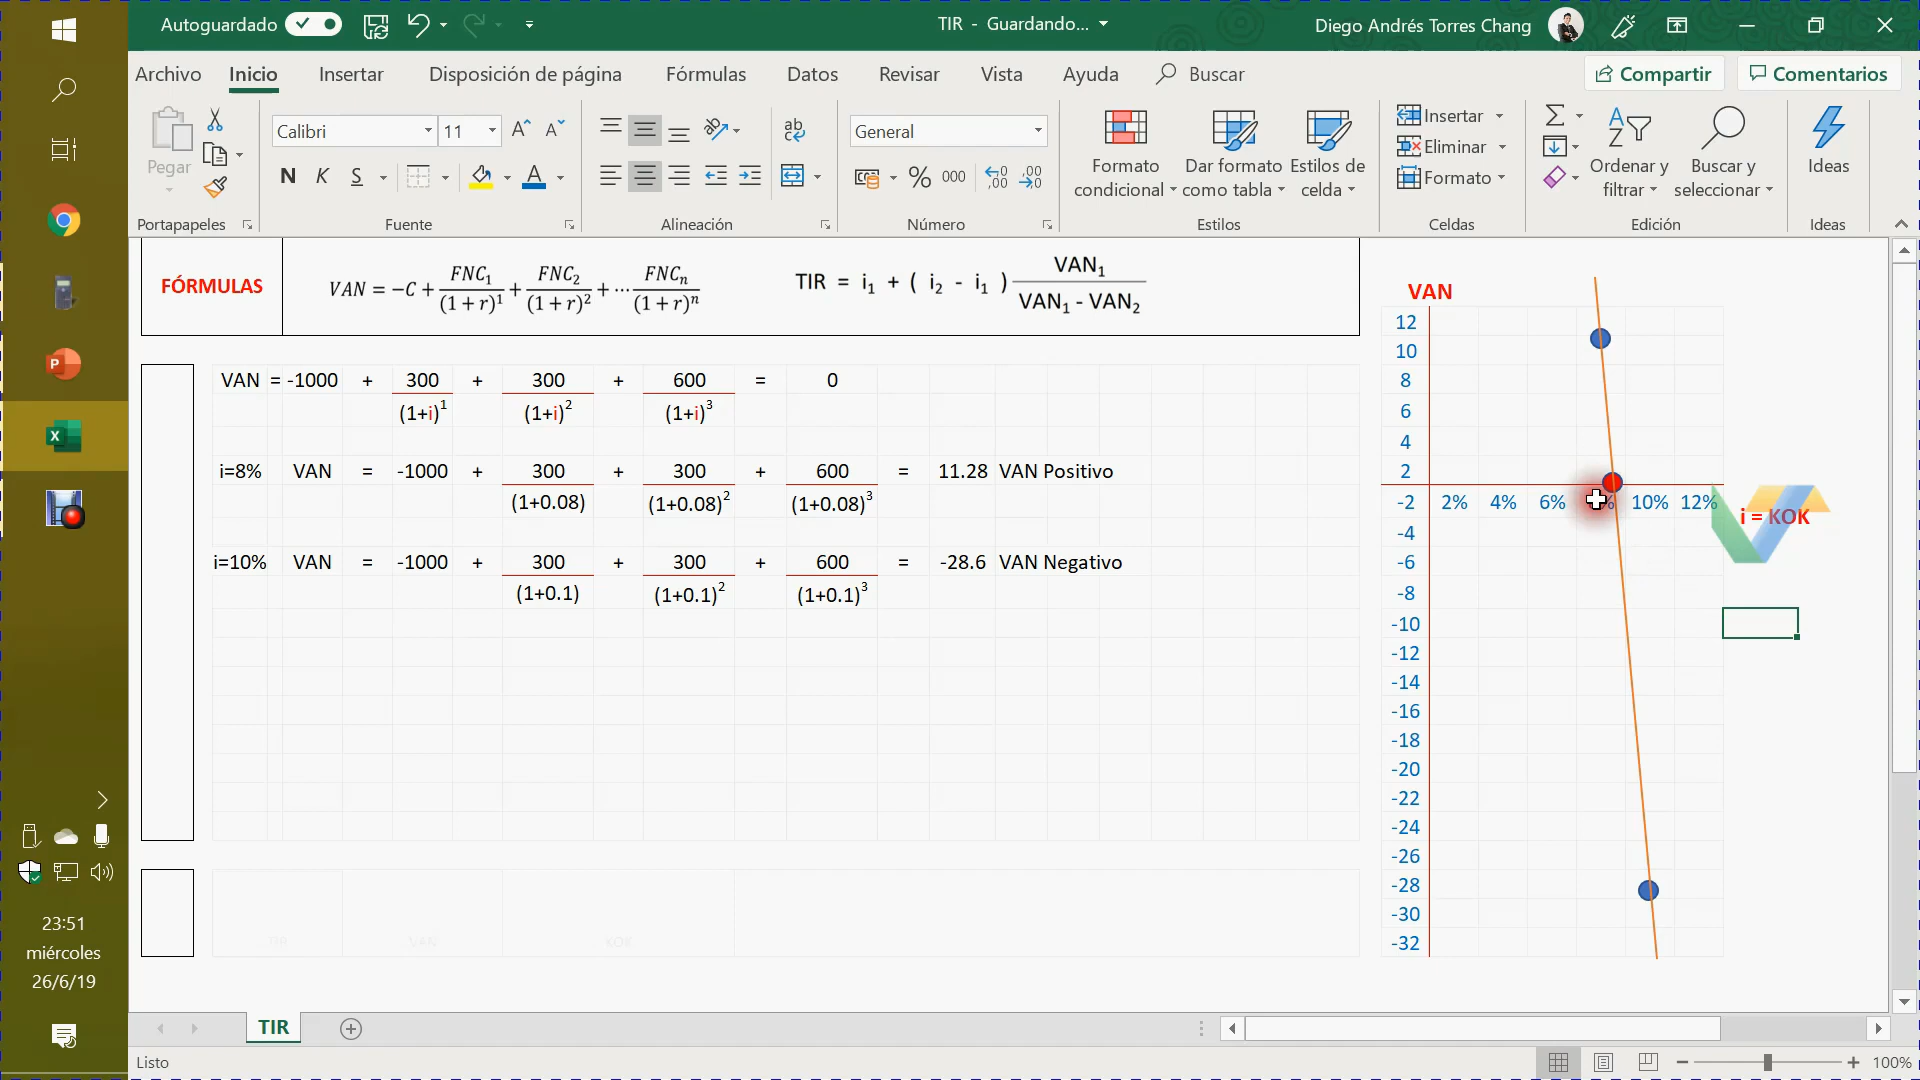 Autoguardado
TIR - Guardando...
Diego Andrés Torres Chang
Archivo Inicio Insertar Disposición de página Fórmulas Datos Revisar Vista Ayuda Buscar Compartir Comentarios
Pegar
Calibri 11
N K S
General
% 000
Formato condicional
Dar formato como tabla
Estilos de celda
Insertar
Eliminar
Formato
Ordenar y filtrar
Buscar y seleccionar
Ideas
Portapapeles Fuente Alineación Número Estilos Celdas Edición Ideas
FÓRMULAS
VAN = −C + FNC₁/(1 + r)¹ + FNC₂/(1 + r)² + ⋯ FNCₙ/(1 + r)ⁿ
TIR = i₁ + ( i₂ - i₁ ) VAN₁/VAN₁ - VAN₂
VAN = -1000 + 300/(1+i)¹ + 300/(1+i)² + 600/(1+i)³ = 0
i=8% VAN = -1000 + 300/(1+0.08) + 300/(1+0.08)² + 600/(1+0.08)³ = 11.28 VAN Positivo
i=10% VAN = -1000 + 300/(1+0.1) + 300/(1+0.1)² + 600/(1+0.1)³ = -28.6 VAN Negativo
VAN
12
10
8
6
4
2
-2 2% 4% 6% 10% 12%
i = KOK
-4
-6
-8
-10
-12
-14
-16
-18
-20
-22
-24
-26
-28
-30
-32
TIR VAN KOK
23:51
miércoles
26/6/19
TIR
Listo
100%